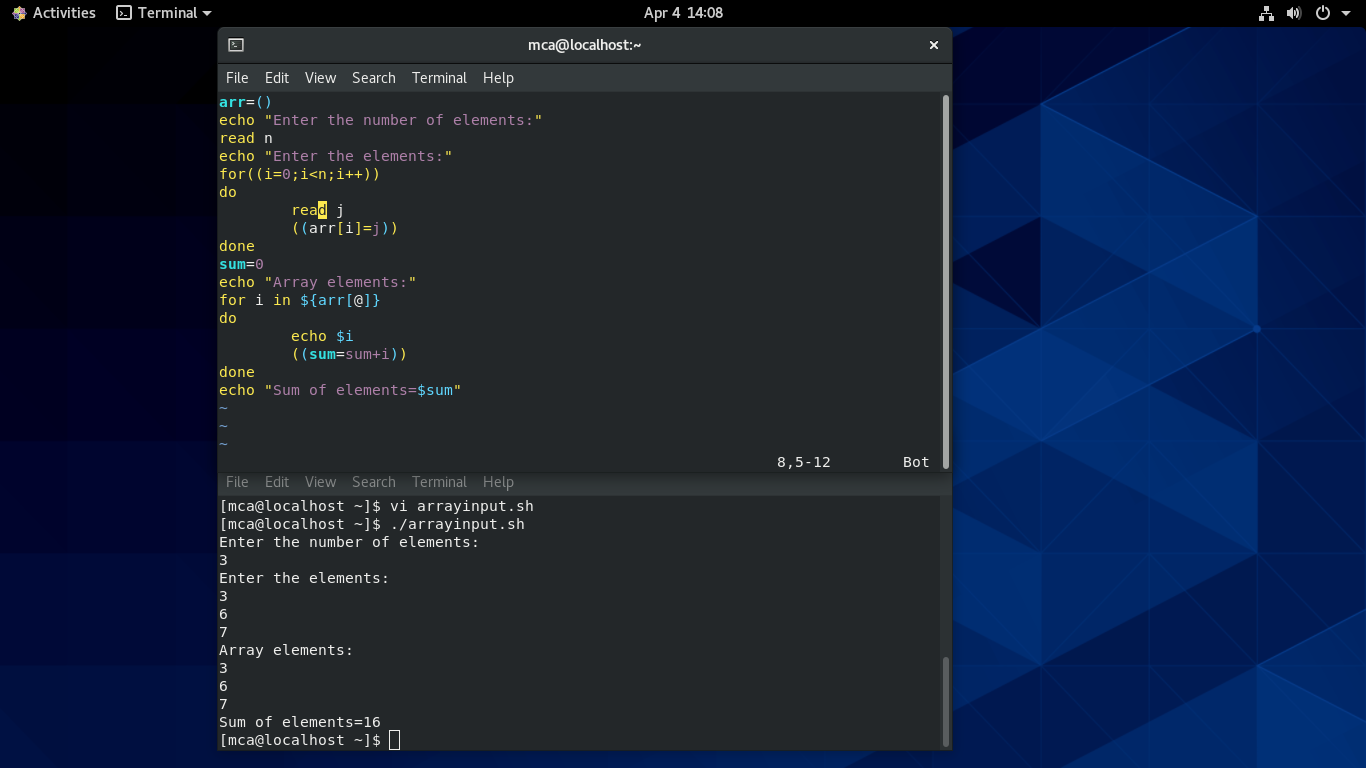 Activities Terminal Apr 4 14:08
mca@localhost:~
File Edit View Search Terminal Help
arr=()
echo "Enter the number of elements:"
read n
echo "Enter the elements:"
for((i=0;i<n;i++))
do
        read j
        ((arr[i]=j))
done
sum=0
echo "Array elements:"
for i in ${arr[@]}
do
        echo $i
        ((sum=sum+i))
done
echo "Sum of elements=$sum"
~
~
~
8,5-12 Bot
File Edit View Search Terminal Help
[mca@localhost ~]$ vi arrayinput.sh
[mca@localhost ~]$ ./arrayinput.sh
Enter the number of elements:
3
Enter the elements:
3
6
7
Array elements:
3
6
7
Sum of elements=16
[mca@localhost ~]$